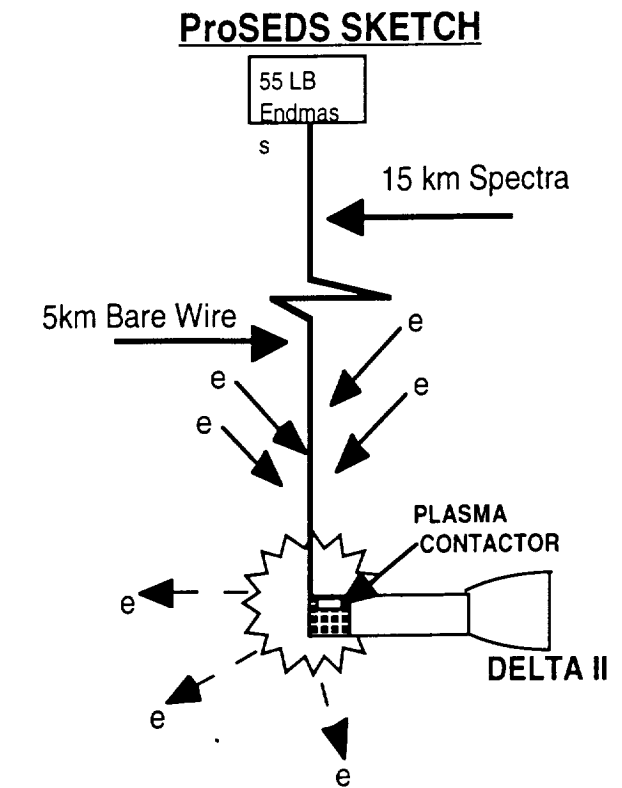 ProSEDS SKETCH
55 LB
Endmas
s
15 km Spectra
5km Bare Wire
e
e
e
e
PLASMA
CONTACTOR
e
DELTA II
e
e